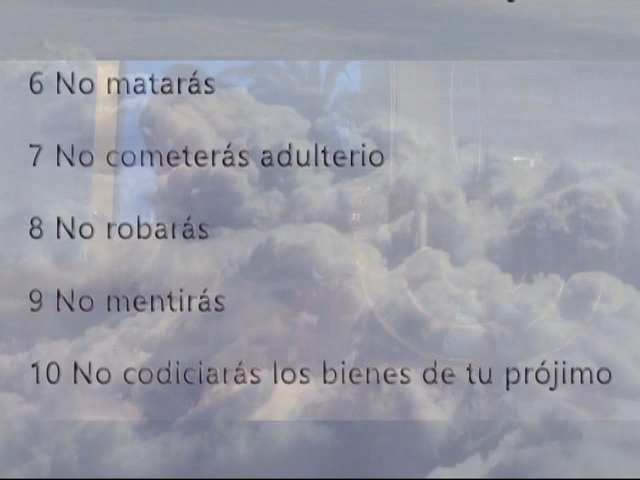 6 No matarás
7 No cometerás adulterio
8 No robarás
9 No mentirás
10 No codiciarás los bienes de tu prójimo